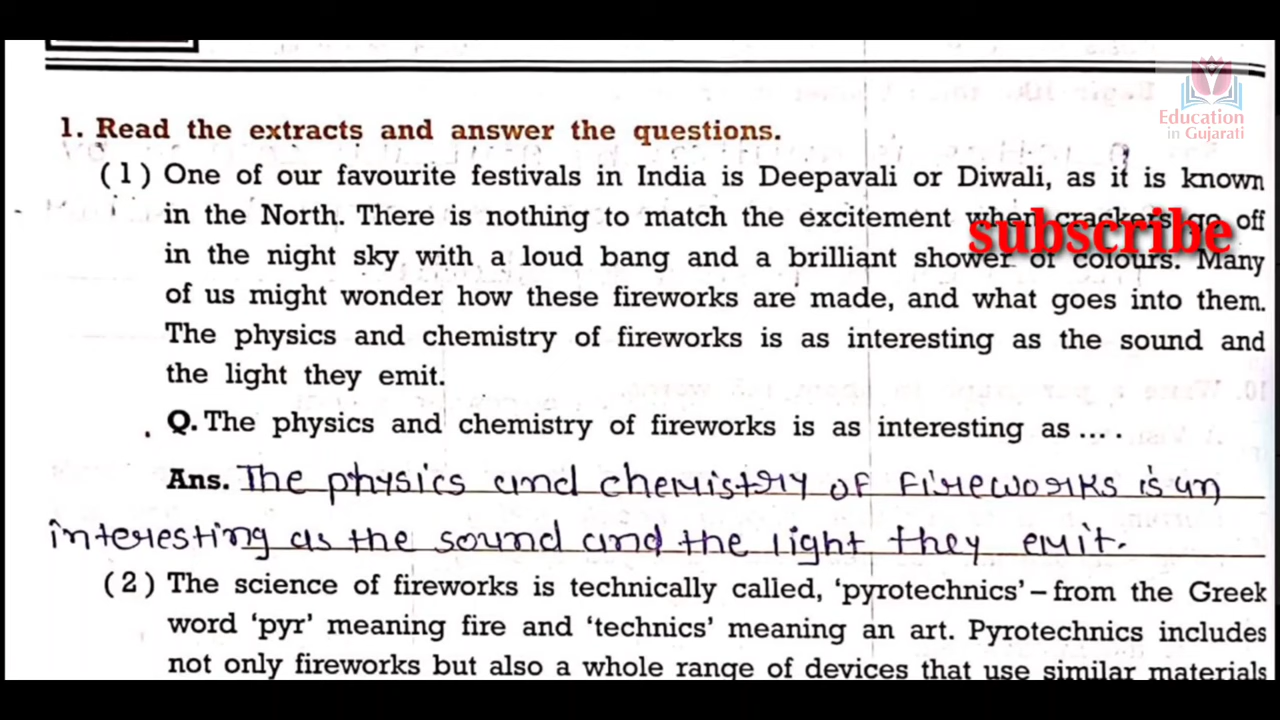 Education
in Gujarati
1. Read the extracts and answer the questions.
(1) One of our favourite festivals in India is Deepavali or Diwali, as it is known
in the North. There is nothing to match the excitement when crackers go off
subscribe
in the night sky with a loud bang and a brilliant shower of colours. Many
of us might wonder how these fireworks are made, and what goes into them.
The physics and chemistry of fireworks is as interesting as the sound and
the light they emit.
Q. The physics and chemistry of fireworks is as interesting as ... .
Ans. The physics and chemistry of fireworks is an
interesting as the sound and the light they emit.
(2) The science of fireworks is technically called, 'pyrotechnics' – from the Greek
word 'pyr' meaning fire and 'technics' meaning an art. Pyrotechnics includes
not only fireworks but also a whole range of devices that use similar materials